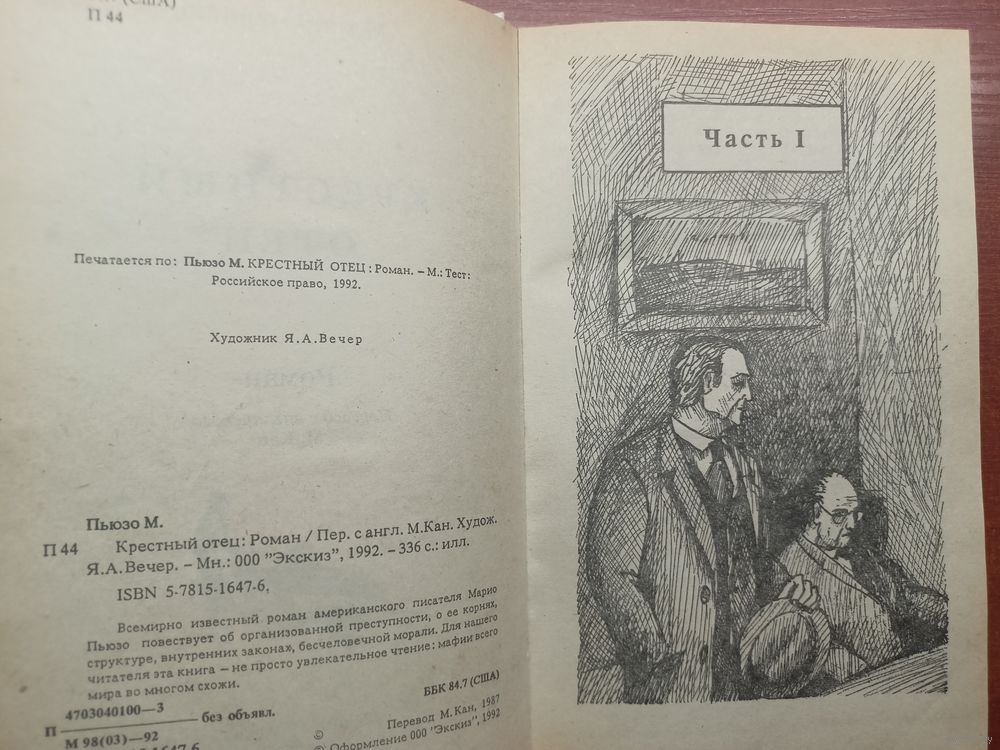 (США)
П 44
Печатается по: Пьюзо М. КРЕСТНЫЙ ОТЕЦ : Роман. – М.: Тест:
Российское право, 1992.
Художник Я.А.Вечер
Пьюзо М.
П 44 Крестный отец: Роман / Пер. с англ. М.Кан. Худож.
Я.А.Вечер. – Мн.: ООО "Экскиз", 1992. – 336 с.: илл.
ISBN 5-7815-1647-6,
Всемирно известный роман американского писателя Марио
Пьюзо повествует об организованной преступности, о ее корнях,
структуре, внутренних закона», бесчеловечной морали. Для нашего
читателя эта книга – не просто увлекательное чтение: мафии всего
мира во многом схожи.
4703040100—3
П без объявл.
М 98(03)—92
ББК 84.7 (США)
© Перевод М.Кан, 1987
© Оформление ООО "Экскиз", 1992
1647-6
Часть I